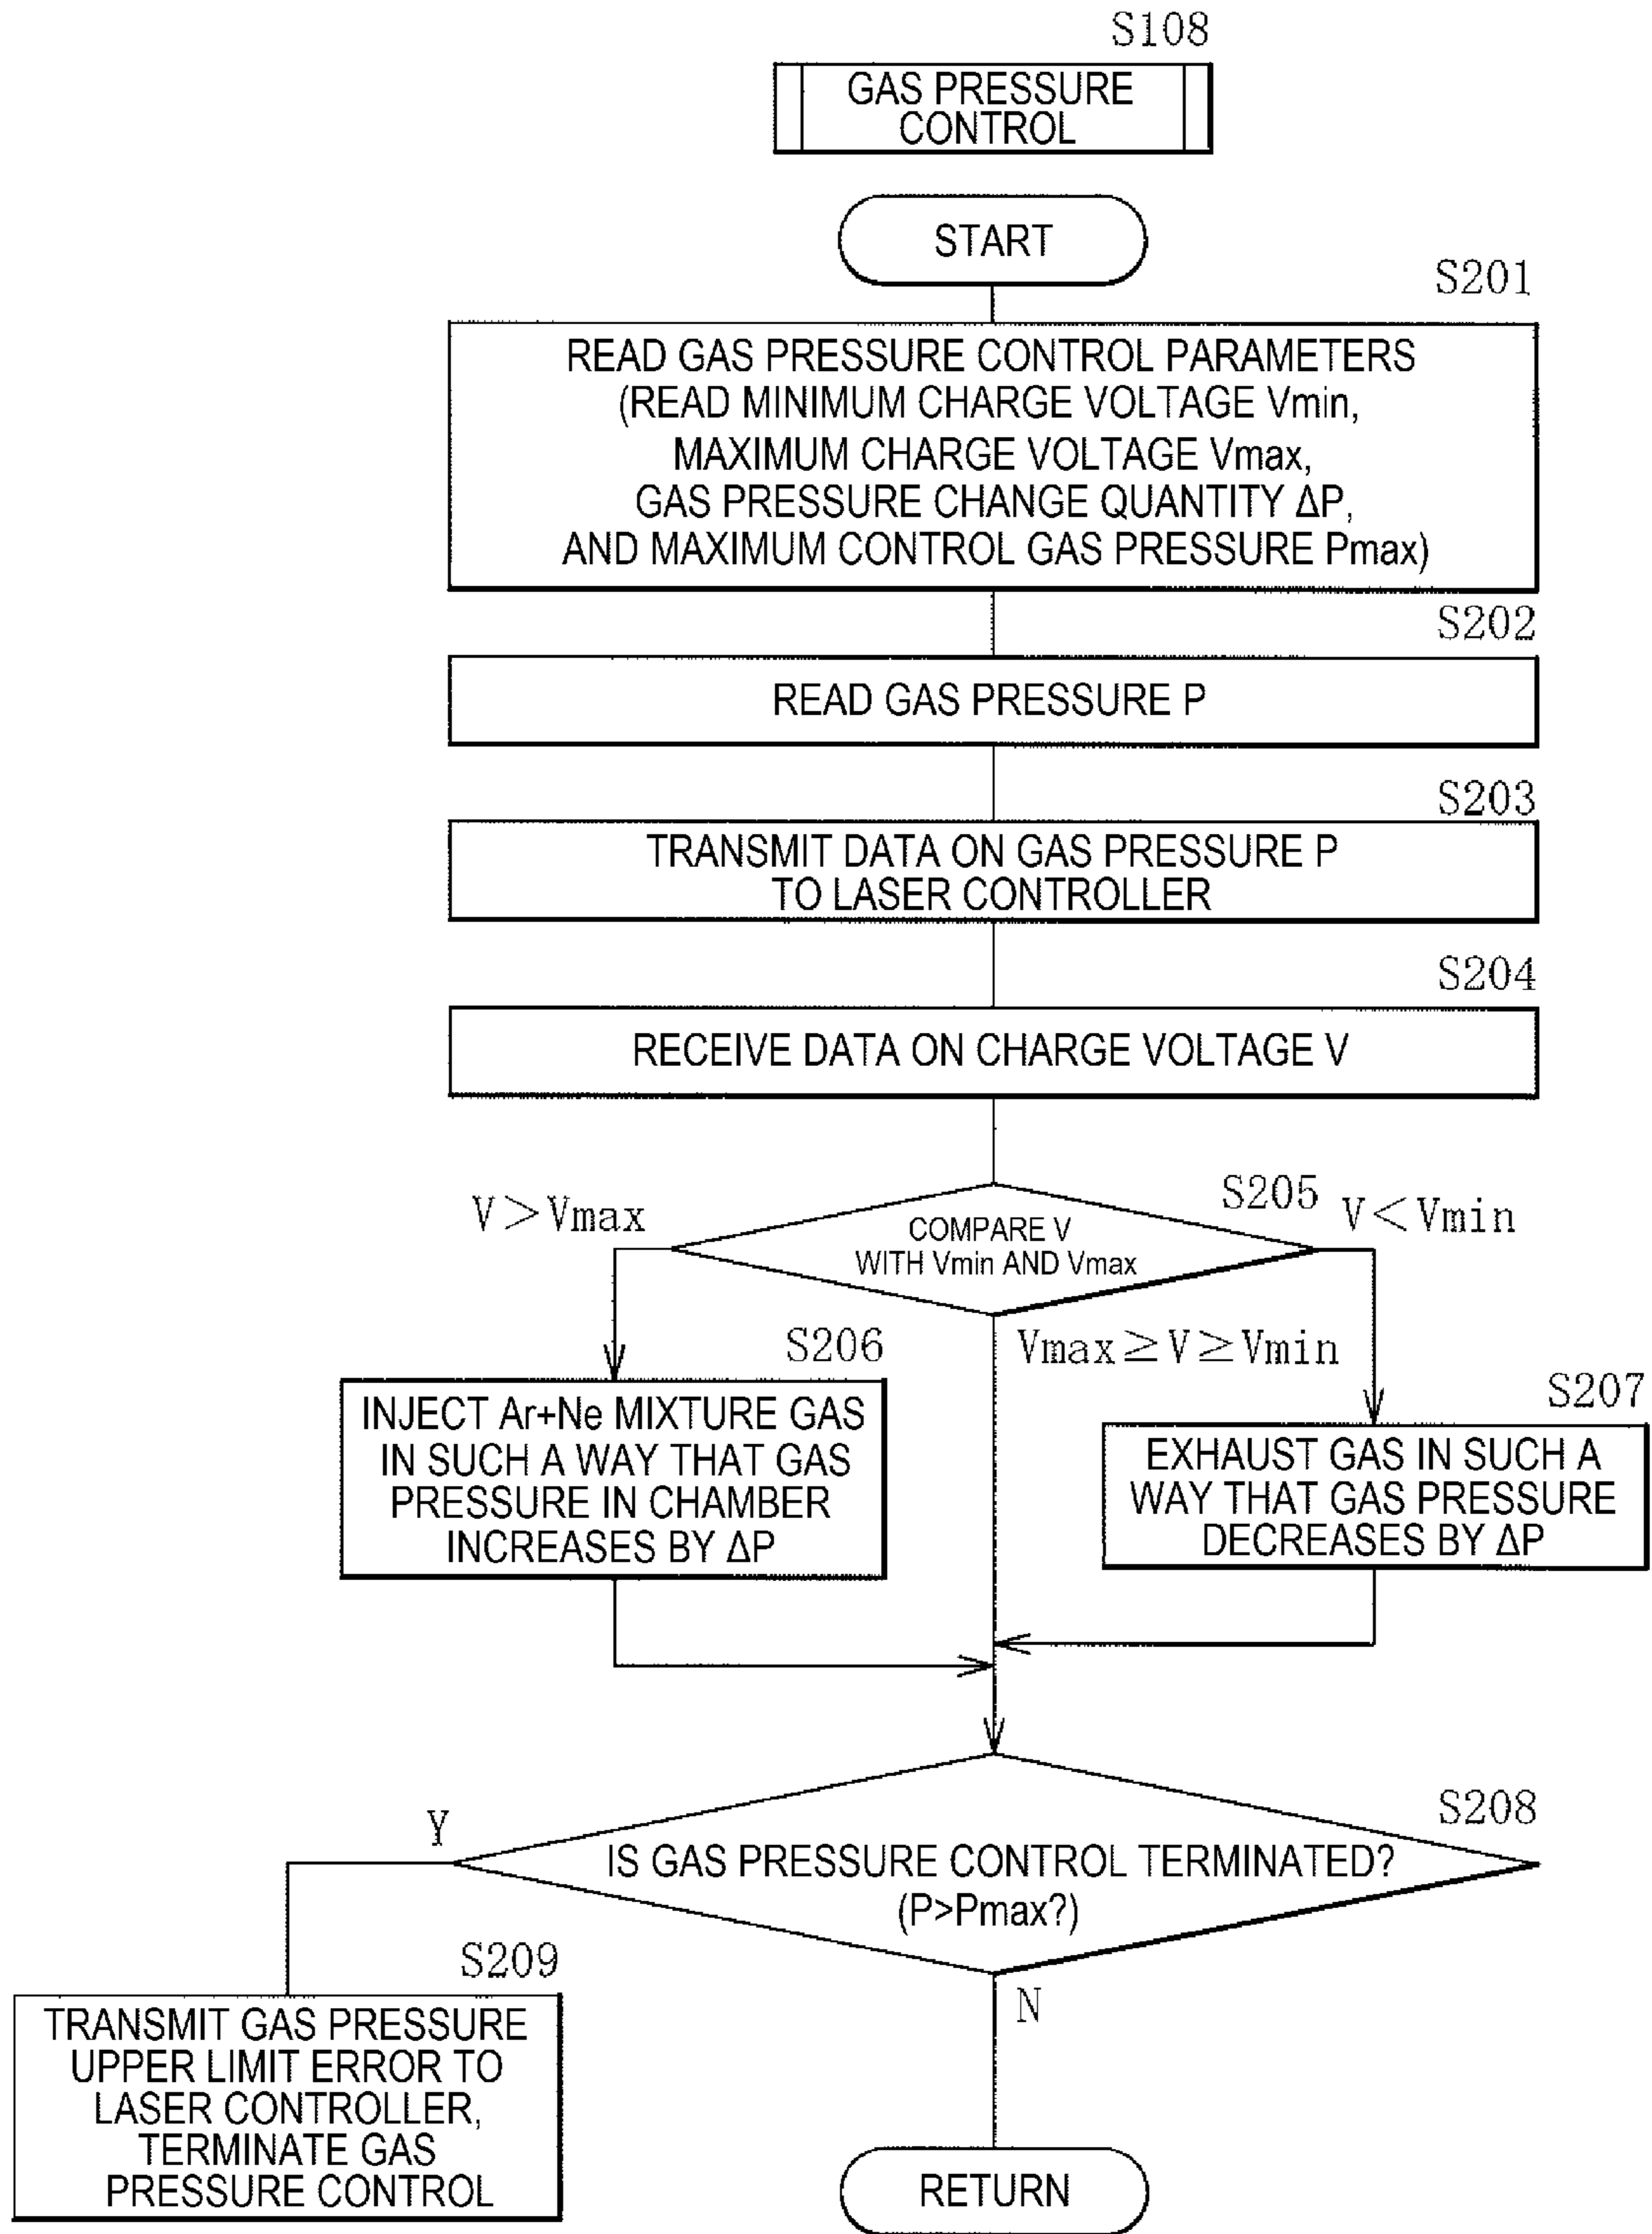 S108
GAS PRESSURE
CONTROL
START
S201
READ GAS PRESSURE CONTROL PARAMETERS
(READ MINIMUM CHARGE VOLTAGE Vmin,
MAXIMUM CHARGE VOLTAGE Vmax,
GAS PRESSURE CHANGE QUANTITY ΔP,
AND MAXIMUM CONTROL GAS PRESSURE Pmax)
S202
READ GAS PRESSURE P
S203
TRANSMIT DATA ON GAS PRESSURE P
TO LASER CONTROLLER
S204
RECEIVE DATA ON CHARGE VOLTAGE V
S205
COMPARE V
WITH Vmin AND Vmax
V>Vmax
V<Vmin
Vmax≥V≥Vmin
S206
INJECT Ar+Ne MIXTURE GAS
IN SUCH A WAY THAT GAS
PRESSURE IN CHAMBER
INCREASES BY ΔP
S207
EXHAUST GAS IN SUCH A
WAY THAT GAS PRESSURE
DECREASES BY ΔP
S208
IS GAS PRESSURE CONTROL TERMINATED?
(P>Pmax?)
Y
N
S209
TRANSMIT GAS PRESSURE
UPPER LIMIT ERROR TO
LASER CONTROLLER,
TERMINATE GAS
PRESSURE CONTROL
RETURN